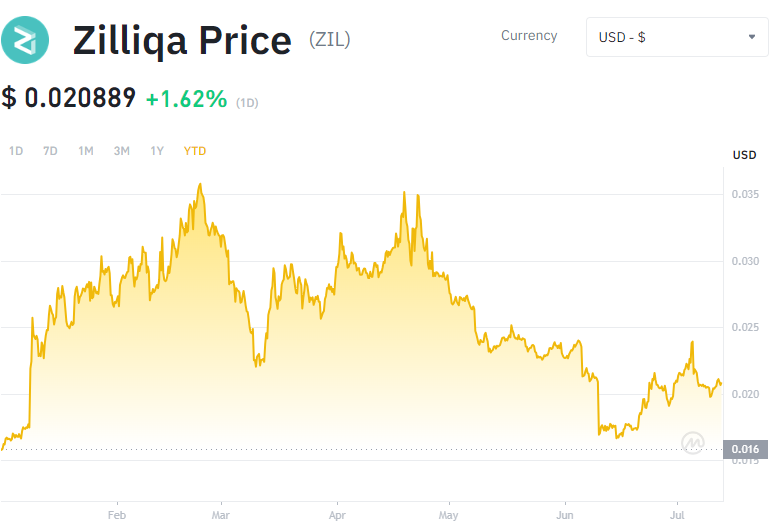 Zilliqa Price (ZIL)
Currency
USD - $
$ 0.020889 +1.62% (1D)
1D 7D 1M 3M 1Y YTD
USD
0.035
0.030
0.025
0.020
0.016
0.015
Feb Mar Apr May Jun Jul